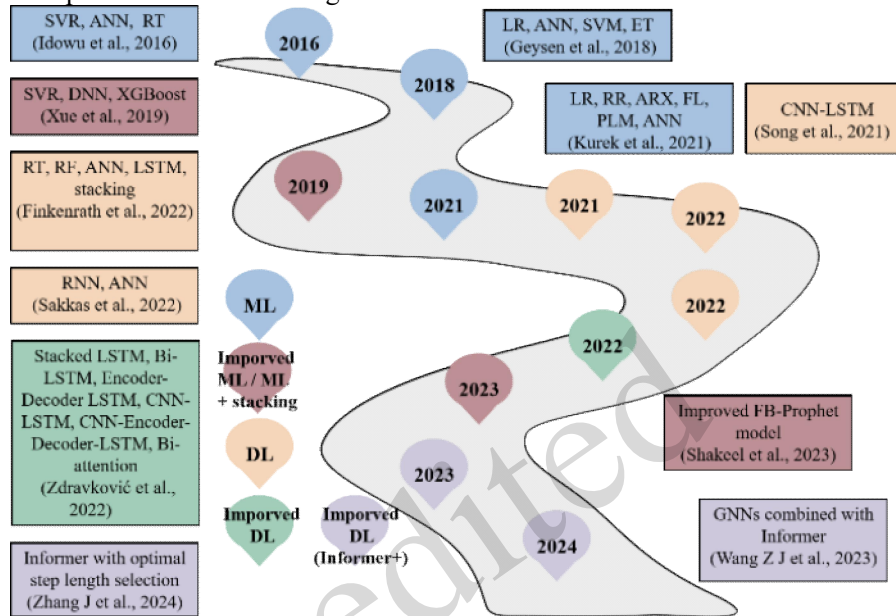 SVR, ANN, RT
(Idowu et al., 2016)
SVR, DNN, XGBoost
(Xue et al., 2019)
RT, RF, ANN, LSTM,
stacking
(Finkenrath et al., 2022)
RNN, ANN
(Sakkas et al., 2022)
Stacked LSTM, Bi-
LSTM, Encoder-
Decoder LSTM, CNN-
LSTM, CNN-Encoder-
Decoder-LSTM, Bi-
attention
(Zdravković et al.,
2022)
Informer with optimal
step length selection
(Zhang J et al., 2024)
2016
2018
2019
2021
2021
2022
2022
2022
2023
2023
2024
LR, ANN, SVM, ET
(Geysen et al., 2018)
LR, RR, ARX, FL,
PLM, ANN
(Kurek et al., 2021)
CNN-LSTM
(Song et al., 2021)
ML
Imporved
ML / ML
+ stacking
DL
Imporved
DL
Imporved
DL
(Informer+)
Improved FB-Prophet
model
(Shakeel et al., 2023)
GNNs combined with
Informer
(Wang Z J et al., 2023)
edited